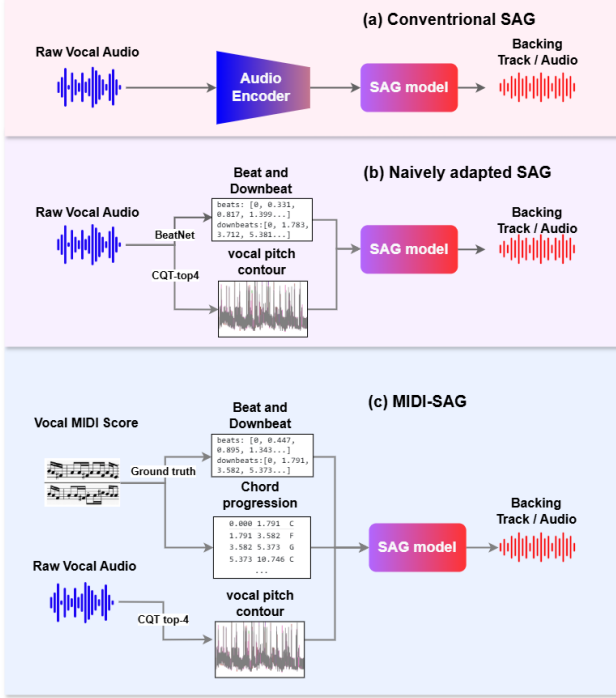 (a) Conventrional SAG
Raw Vocal Audio
Audio
Encoder
SAG model
Backing
Track / Audio
(b) Naively adapted SAG
Raw Vocal Audio
BeatNet
CQT-top4
Beat and
Downbeat
beats: [0, 0.331,
0.817, 1.399...]
downbeats:[0, 1.783,
3.712, 5.381...]
vocal pitch
contour
SAG model
Backing
Track / Audio
(c) MIDI-SAG
Vocal MIDI Score
Ground truth
Beat and
Downbeat
beats: [0, 0.447,
0.895, 1.343...]
downbeats:[0, 1.791,
3.582, 5.373...]
Chord
progression
0.000 1.791 C
1.791 3.582 F
3.582 5.373 G
5.373 10.746 C
...
Raw Vocal Audio
CQT top-4
vocal pitch
contour
SAG model
Backing
Track / Audio